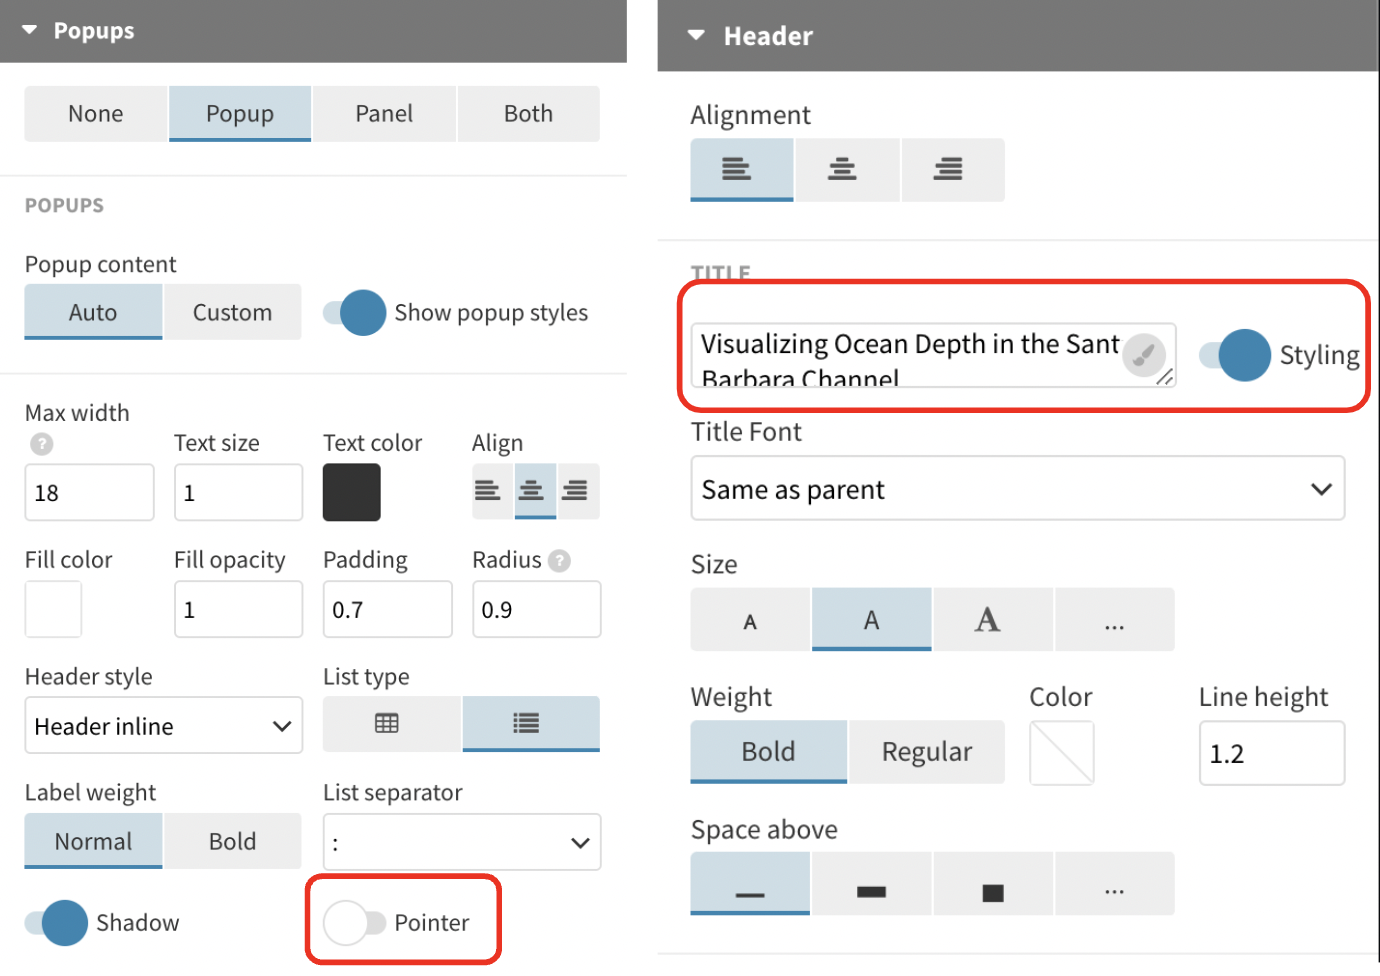 Popups
None Popup Panel Both
POPUPS
Popup content
Auto Custom Show popup styles
Max width
? Text size Text color Align
18 1
Fill color Fill opacity Padding Radius ?
1 0.7 0.9
Header style List type
Header inline
Label weight List separator
Normal Bold :
Shadow Pointer
Header
Alignment
TITLE
Visualizing Ocean Depth in the Sant
Barbara Channel
Styling
Title Font
Same as parent
Size
A A A ...
Weight Color Line height
Bold Regular 1.2
Space above
...